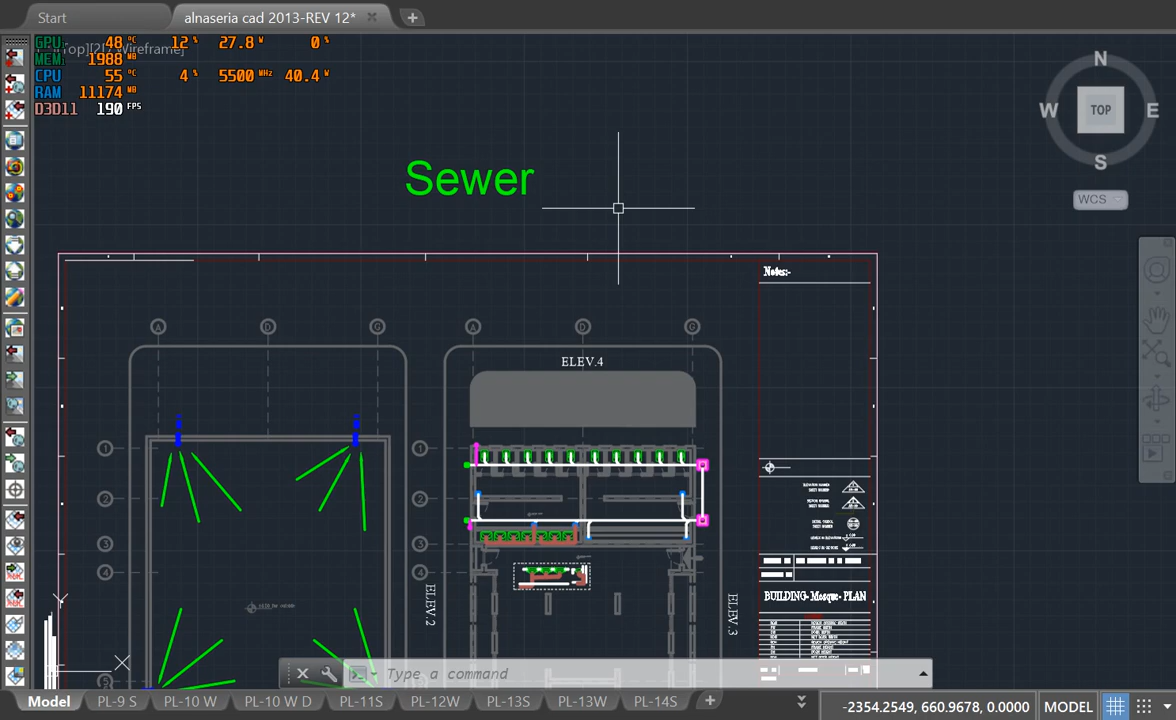 Start
alnaseria cad 2013-REV 12*
GPU 48 °C 12 % 27.8 W 0 %
Top][2D Wireframe]
MEM 1988 MB
CPU 55 °C 4 % 5500 MHz 40.4 W
RAM 11174 MB
D3D11 190 FPS
N
W TOP E
S
WCS
Sewer
Notes:-
A D G A D G
ELEV.4
1 1
2 2
3 3
4 4
ELEV.2
ELEV.3
BUILDING- Mosque- PLAN
Y
X
5
Type a command
Model PL-9 S PL-10 W PL-10 W D PL-11S PL-12W PL-13S PL-13W PL-14S
-2354.2549, 660.9678, 0.0000 MODEL